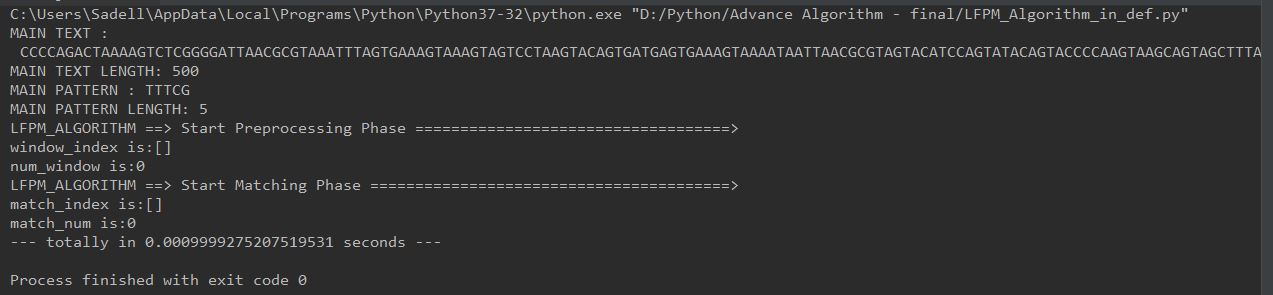 C:\Users\Sadell\AppData\Local\Programs\Python\Python37-32\python.exe "D:/Python/Advance Algorithm - final/LFPM_Algorithm_in_def.py"
MAIN TEXT :
CCCCAGACTAAAAGTCTCGGGGATTAACGCGTAAATTTAGTGAAAGTAAAGTAGTCCTAAGTACAGTGATGAGTGAAAGTAAAATAATTAACGCGTAGTACATCCAGTATACAGTACCCCAAGTAAGCAGTAGCTTTA
MAIN TEXT LENGTH: 500
MAIN PATTERN : TTTCG
MAIN PATTERN LENGTH: 5
LFPM_ALGORITHM ==> Start Preprocessing Phase ===================================>
window_index is:[]
num_window is:0
LFPM_ALGORITHM ==> Start Matching Phase ========================================>
match_index is:[]
match_num is:0
--- totally in 0.0009999275207519531 seconds ---
Process finished with exit code 0